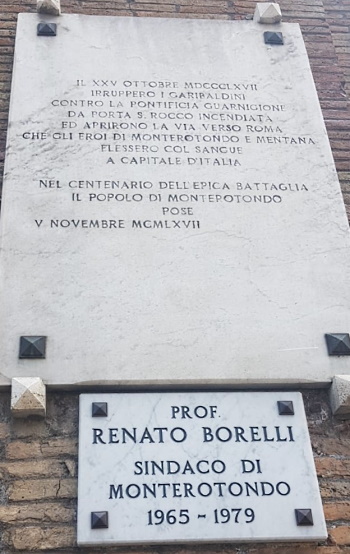 IL XXV OTTOBRE MDCCCLXVII
IRRUPPERO I GARIBALDINI
CONTRO LA PONTIFICIA GUARNIGIONE
DA PORTA S. ROCCO INCENDIATA
ED APRIRONO LA VIA VERSO ROMA
CHE GLI EROI DI MONTEROTONDO E MENTANA
ELESSERO COL SANGUE
A CAPITALE D'ITALIA
NEL CENTENARIO DELL'EPICA BATTAGLIA
IL POPOLO DI MONTEROTONDO
POSE
V NOVEMBRE MCMLXVII
PROF.
RENATO BORELLI
SINDACO DI
MONTEROTONDO
1965 - 1979